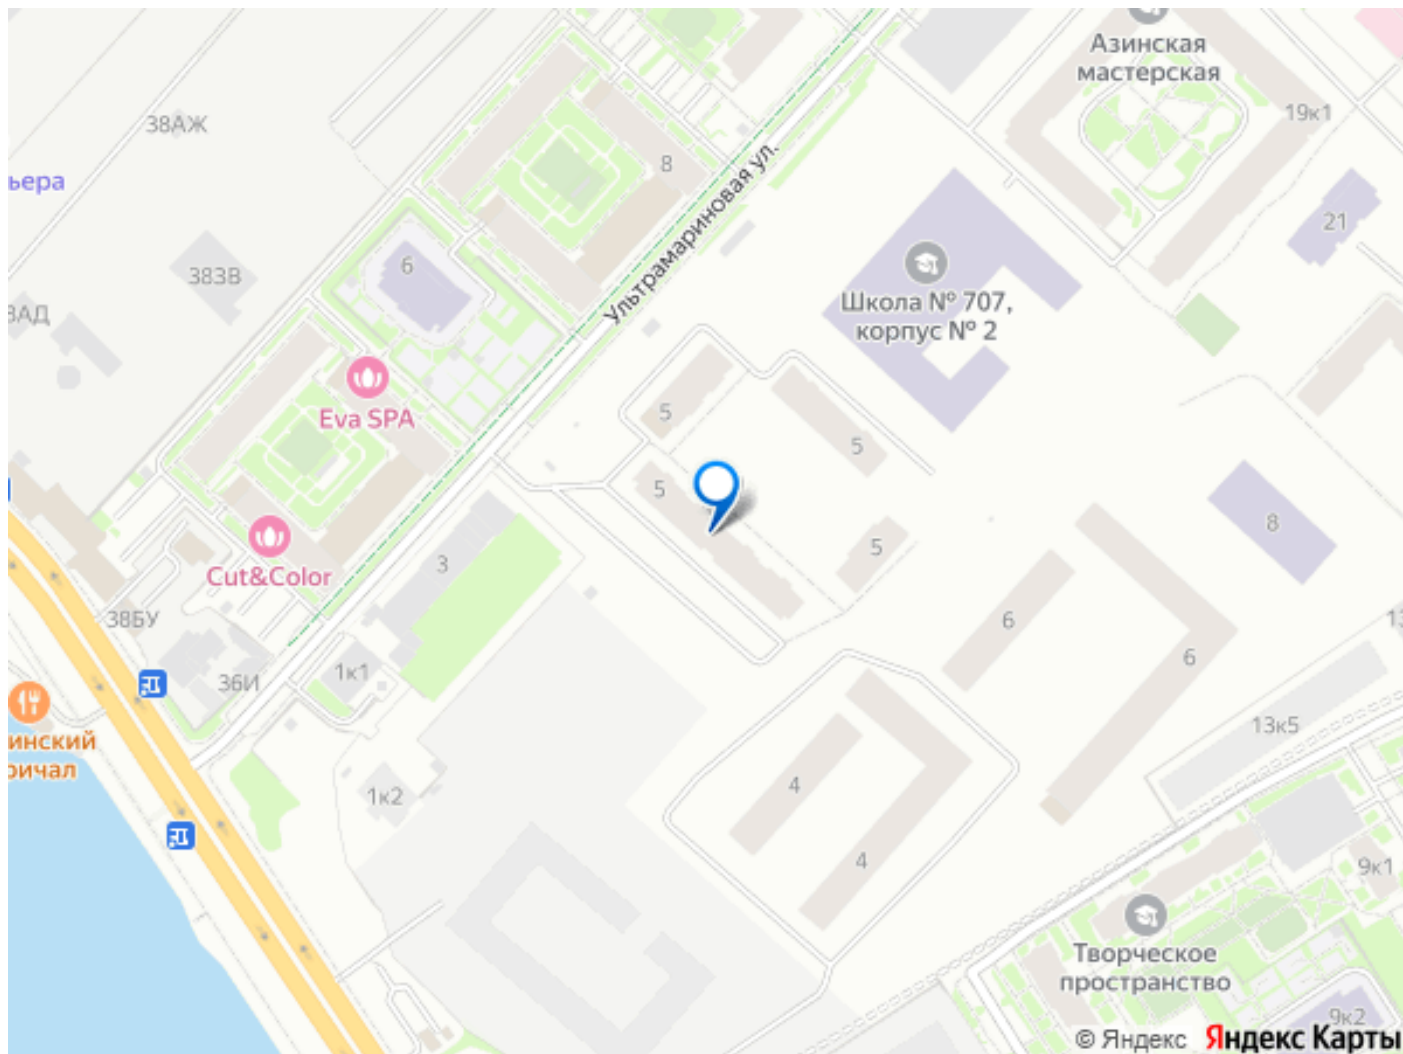 Азинская
мастерская
19к1
38АЖ
8
ьера
Ультрамариновая ул.
21
6
383В
Школа № 707,
корпус № 2
ЗАД
Eva SPA
5
5
5
5
8
Cut&Color
3
38БУ
6
6
1к1
36И
13к5
инский
ричал
4
1к2
4
9к1
Творческое
пространство
9к2
© Яндекс Яндекс Карты